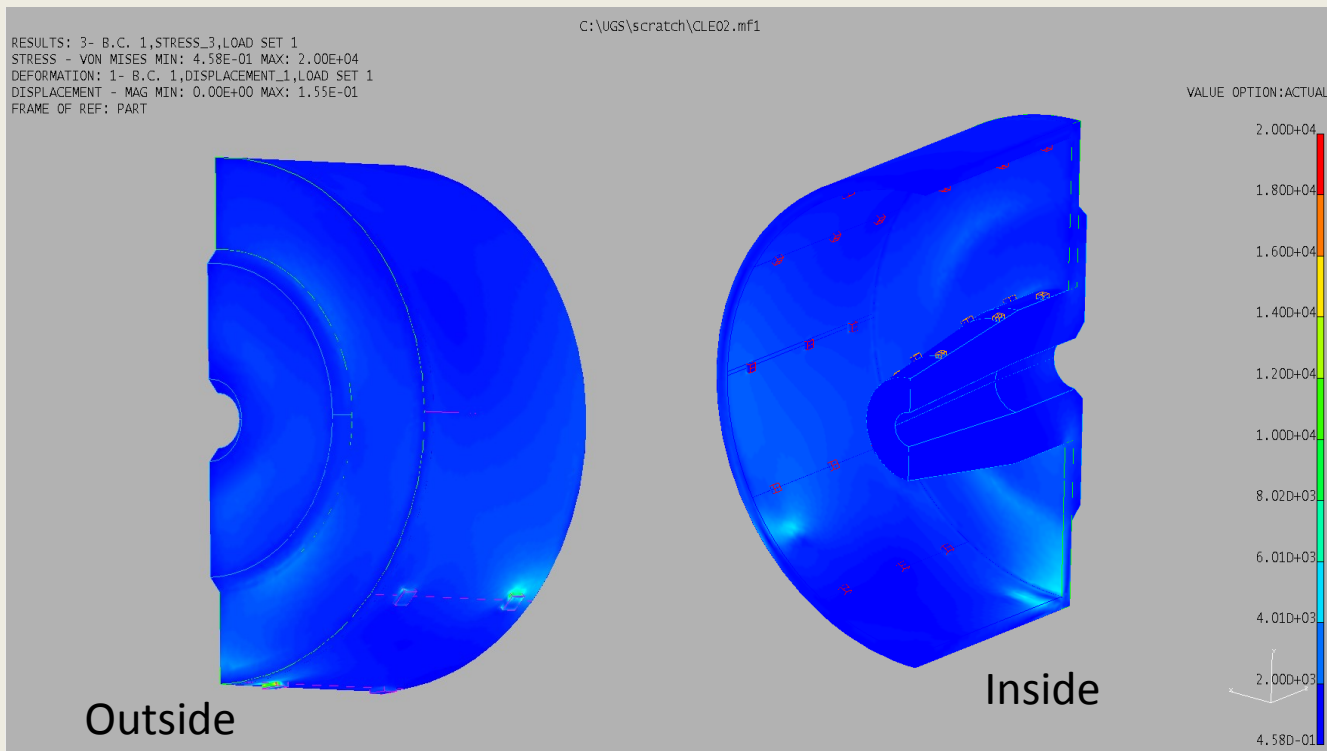 C:\UGS\scratch\CLE02.mf1
RESULTS: 3- B.C. 1,STRESS_3,LOAD SET 1
STRESS - VON MISES MIN: 4.58E-01 MAX: 2.00E+04
DEFORMATION: 1- B.C. 1,DISPLACEMENT_1,LOAD SET 1
DISPLACEMENT - MAG MIN: 0.00E+00 MAX: 1.55E-01
FRAME OF REF: PART
VALUE OPTION:ACTUAL
2.00D+04
1.80D+04
1.60D+04
1.40D+04
1.20D+04
1.00D+04
8.02D+03
6.01D+03
4.01D+03
2.00D+03
4.58D-01
Outside
Inside